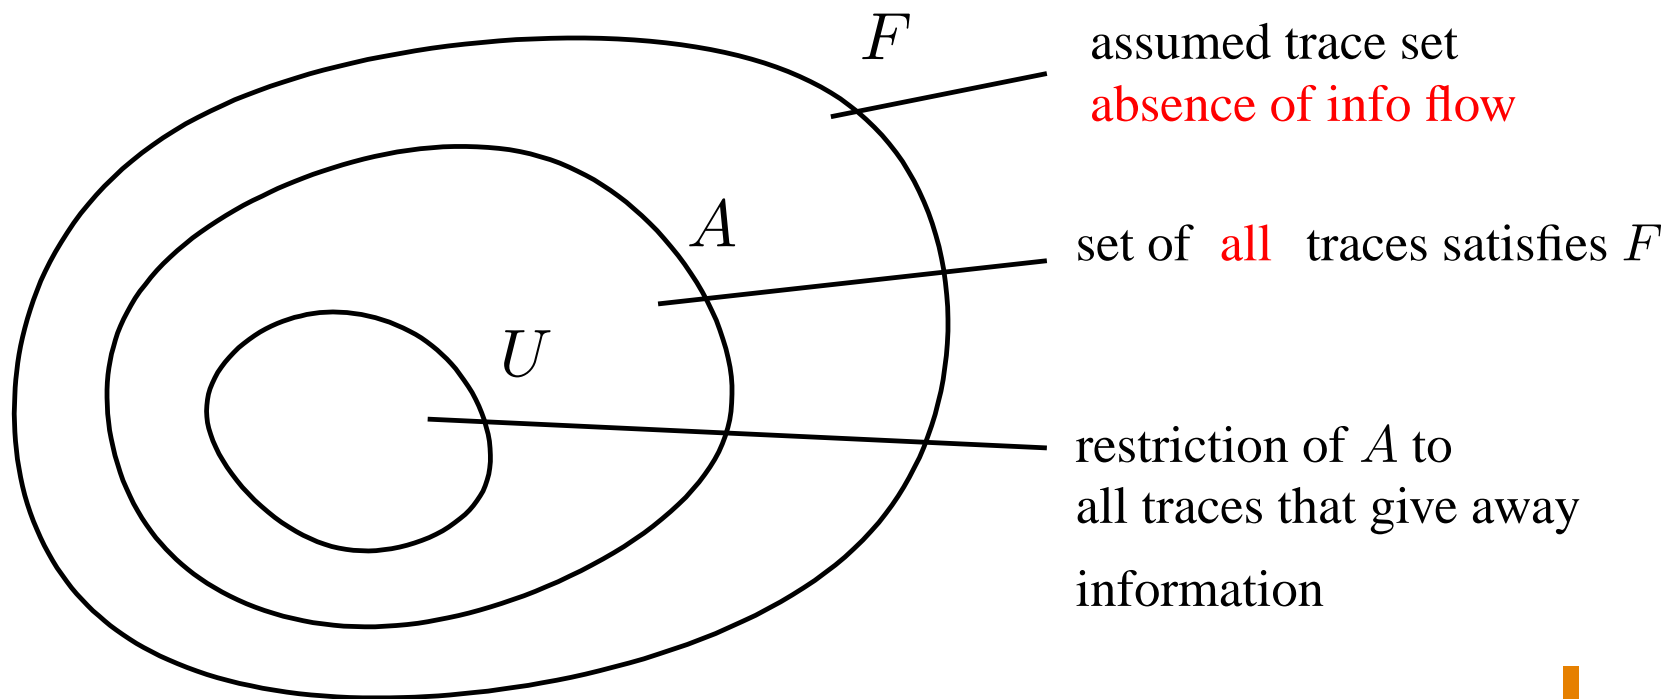 F
assumed trace set
absence of info flow
A
set of all traces satisfies F
U
restriction of A to
all traces that give away
information